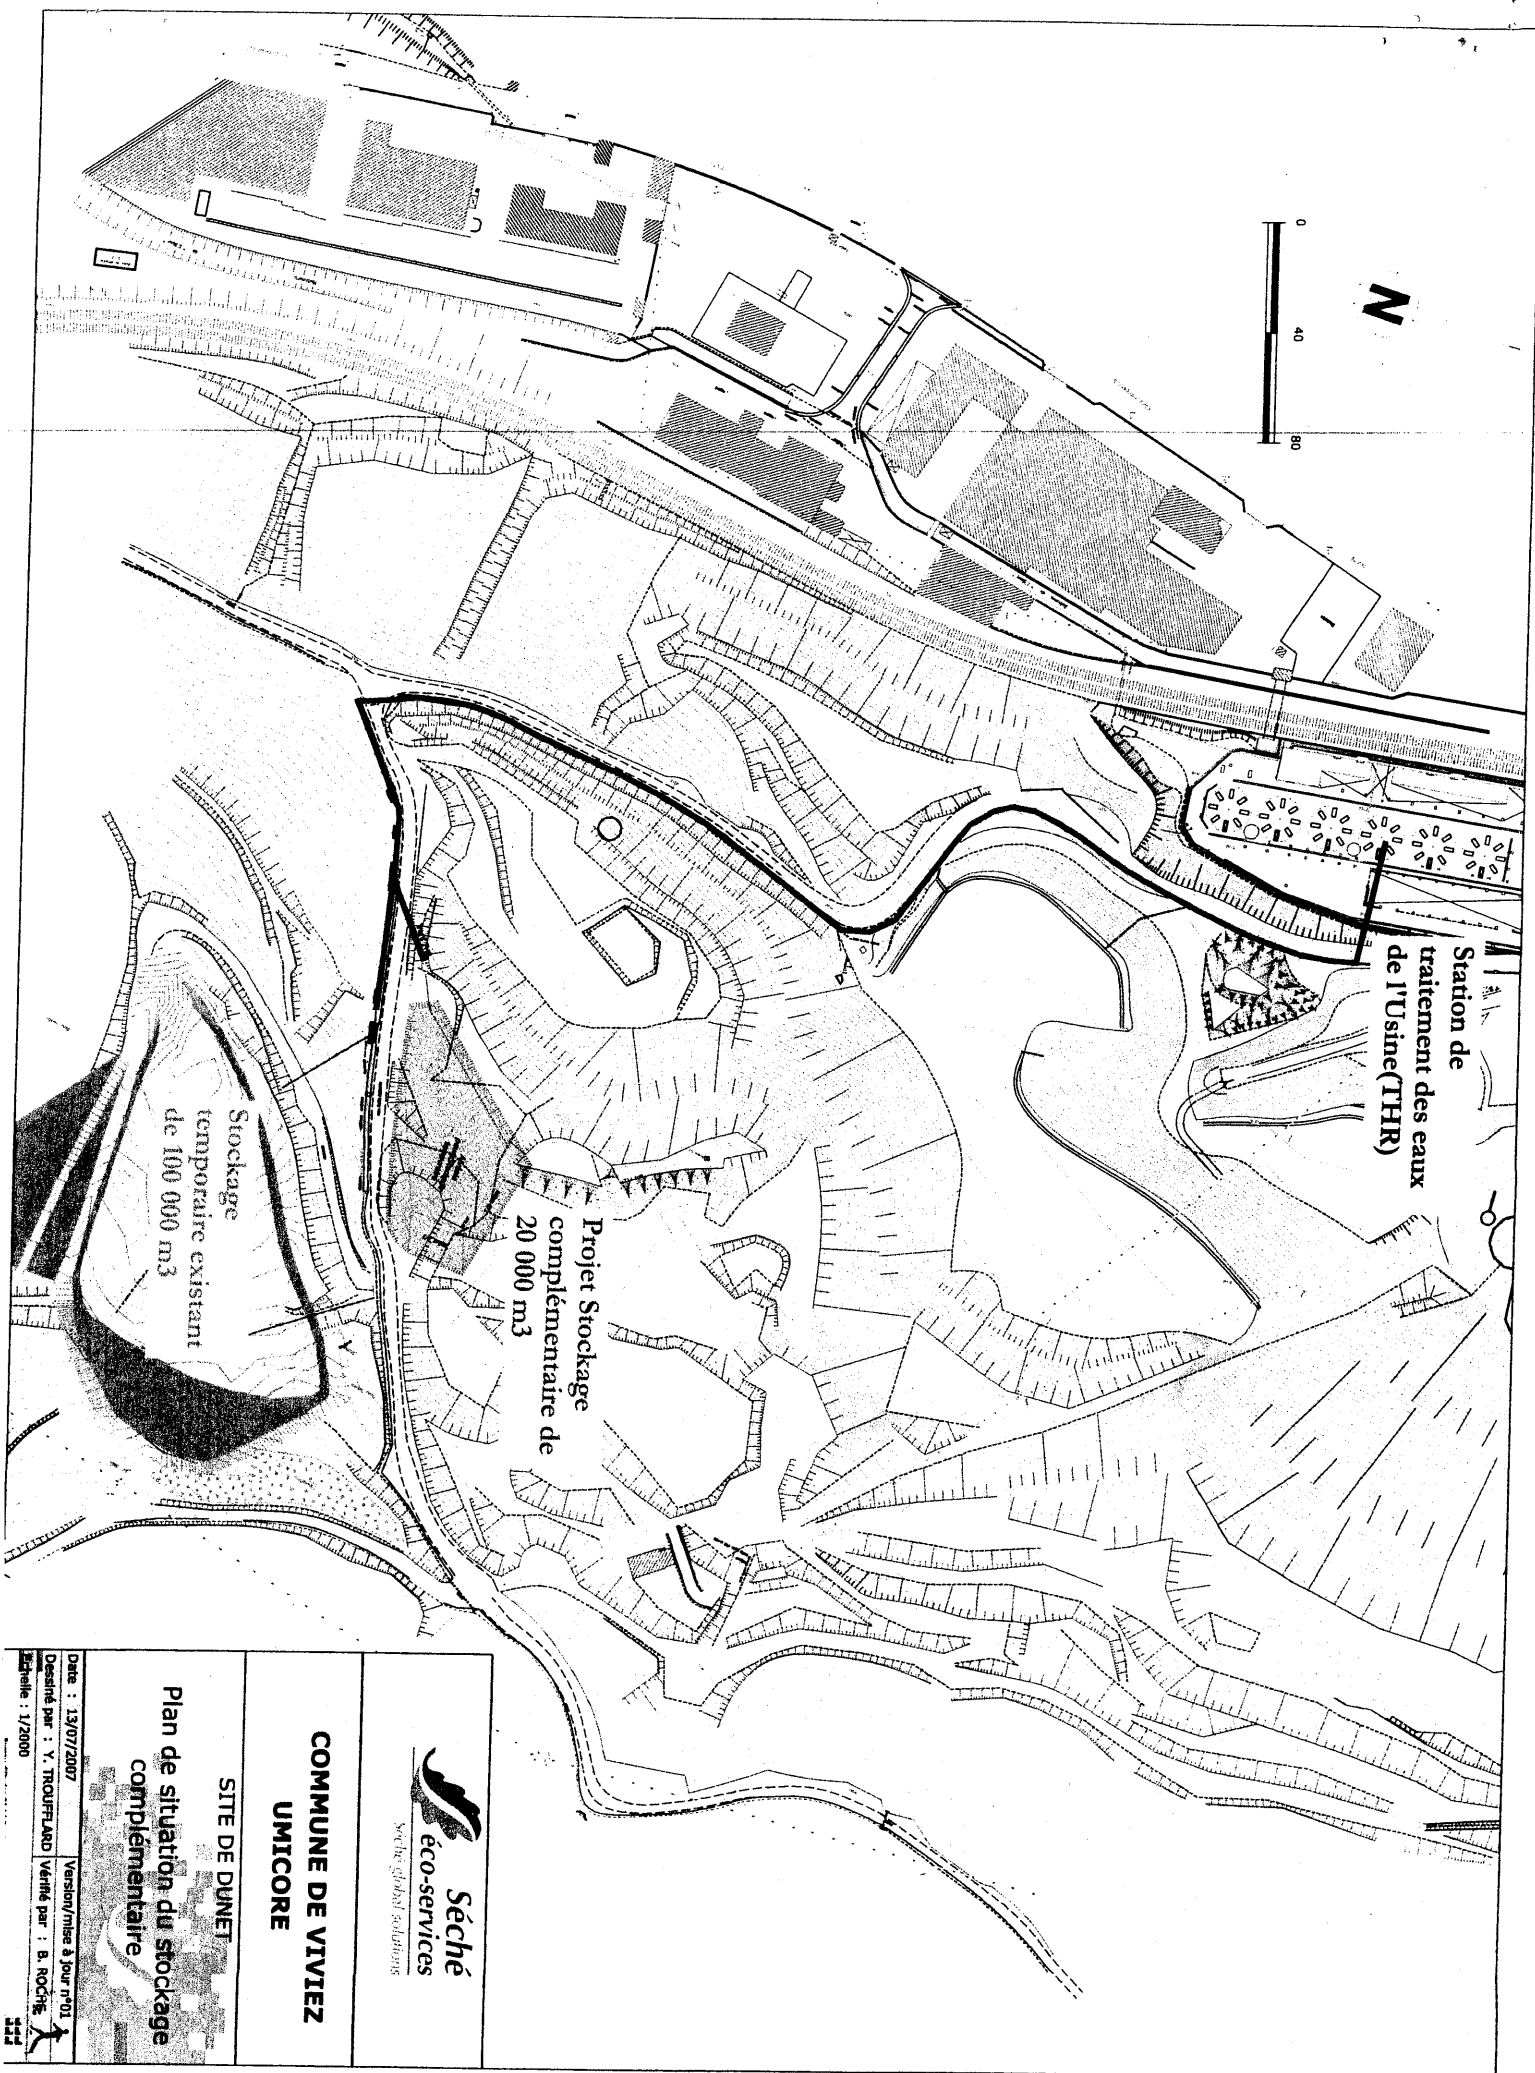 N
0
40
80
Station de
traitement des eaux
de l'Usine(THR)
Projet Stockage
complémentaire de
20 000 m3
Stockage
temporaire existant
de 100 000 m3
Séché
éco-services
Séché global solutions
COMMUNE DE VIVIEZ
UMICORE
SITE DE DUNET
Plan de situation du stockage
complémentaire
Date : 13/07/2007
Version/mise à jour n°01
Dessiné par : Y. TROUFLARD
Vérifié par : B. ROCHE
Echelle : 1/2000